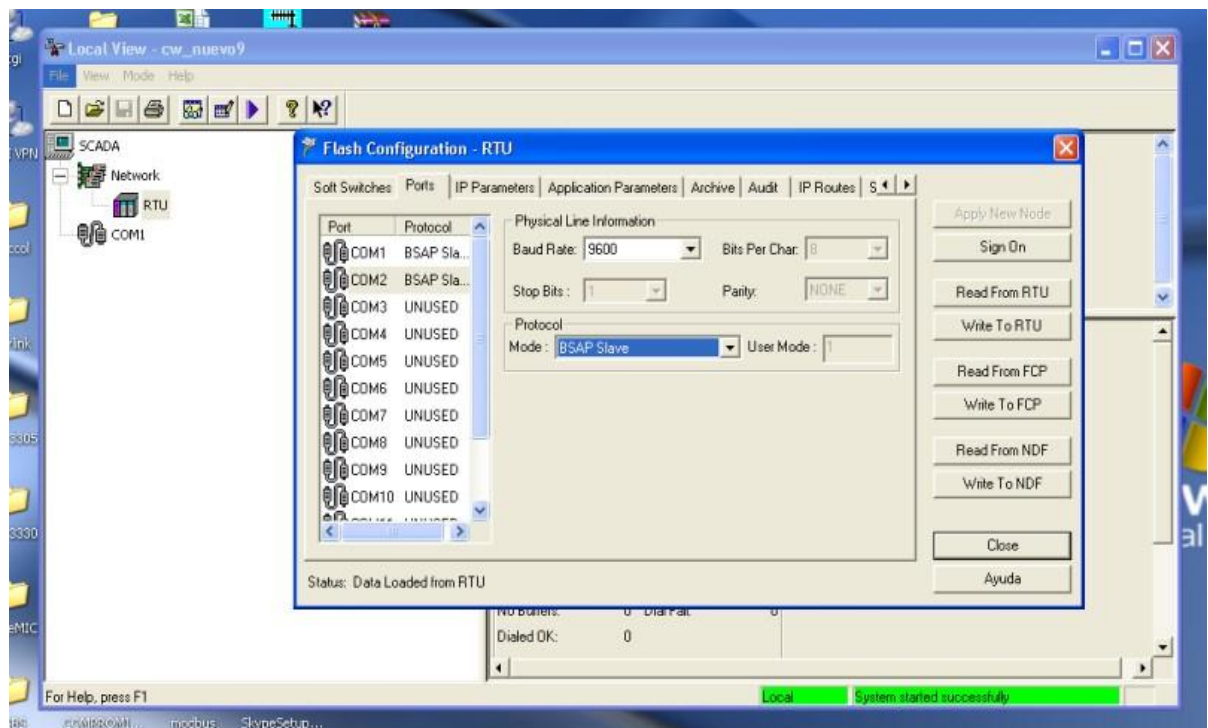 Local View - cw_nuevo9
File View Mode Help
SCADA
Network
RTU
COM1
Flash Configuration - RTU
Soft Switches Ports IP Parameters Application Parameters Archive Audit IP Routes S
Port Protocol
COM1 BSAP Sla...
COM2 BSAP Sla...
COM3 UNUSED
COM4 UNUSED
COM5 UNUSED
COM6 UNUSED
COM7 UNUSED
COM8 UNUSED
COM9 UNUSED
COM10 UNUSED
Physical Line Information
Baud Rate: 9600 Bits Per Char: 8
Stop Bits : 1 Parity: NONE
Protocol
Mode : BSAP Slave User Mode : 1
Apply New Node
Sign On
Read From RTU
Write To RTU
Read From FCP
Write To FCP
Read From NDF
Write To NDF
Close
Ayuda
Status: Data Loaded from RTU
No Buffers: 0 Dial Fail: 0
Dialed OK: 0
For Help, press F1
Local System started successfully
VPN
3305
3330
modbus SkypeSetup...